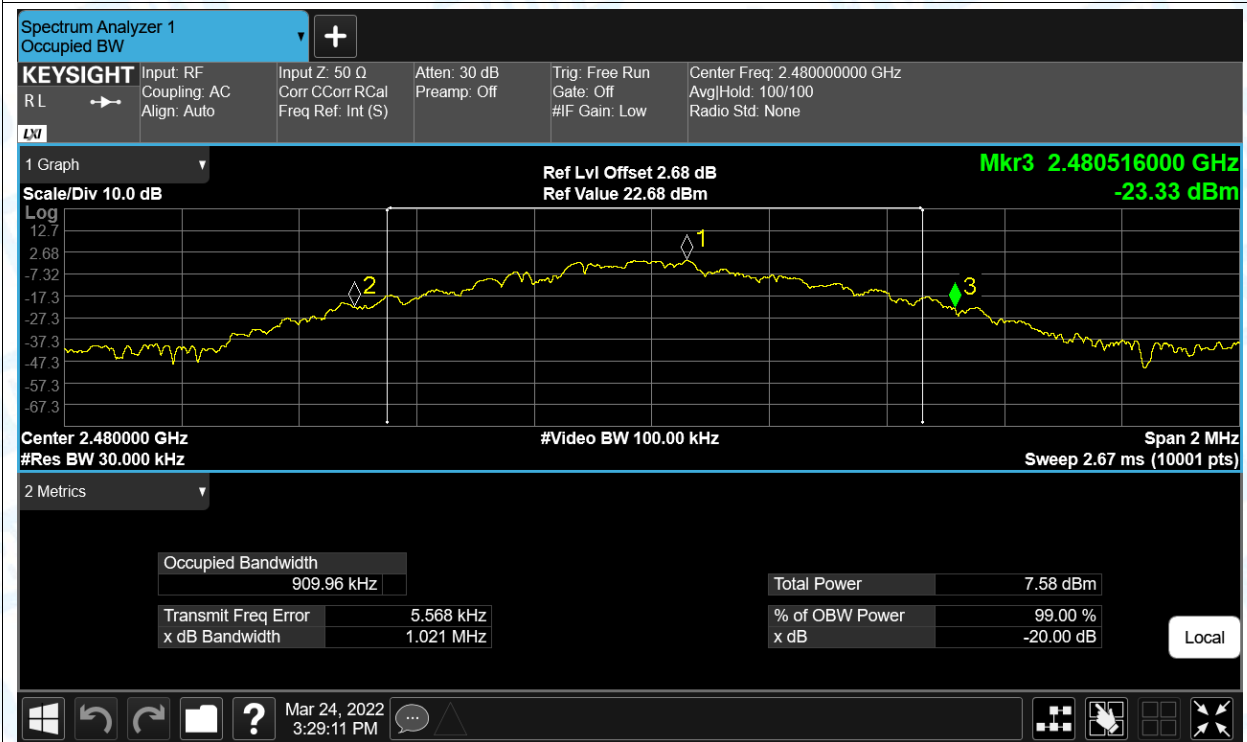 Spectrum Analyzer 1
Occupied BW
KEYSIGHT
R L
LXI
Input: RF
Coupling: AC
Align: Auto
Input Z: 50 Ω
Corr CCorr RCal
Freq Ref: Int (S)
Atten: 30 dB
Preamp: Off
Trig: Free Run
Gate: Off
#IF Gain: Low
Center Freq: 2.480000000 GHz
Avg|Hold: 100/100
Radio Std: None
1 Graph
Scale/Div 10.0 dB
Ref Lvl Offset 2.68 dB
Ref Value 22.68 dBm
Mkr3 2.480516000 GHz
-23.33 dBm
Log
12.7
2.68
-7.32
-17.3
-27.3
-37.3
-47.3
-57.3
-67.3
1
2
3
Center 2.480000 GHz
#Res BW 30.000 kHz
#Video BW 100.00 kHz
Span 2 MHz
Sweep 2.67 ms (10001 pts)
2 Metrics
Occupied Bandwidth
909.96 kHz
Transmit Freq Error 5.568 kHz
x dB Bandwidth 1.021 MHz
Total Power 7.58 dBm
% of OBW Power 99.00 %
x dB -20.00 dB
Local
?
Mar 24, 2022
3:29:11 PM